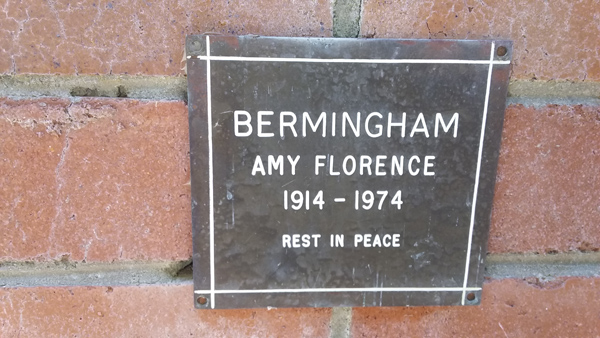 BERMINGHAM
AMY FLORENCE
1914 - 1974
REST IN PEACE